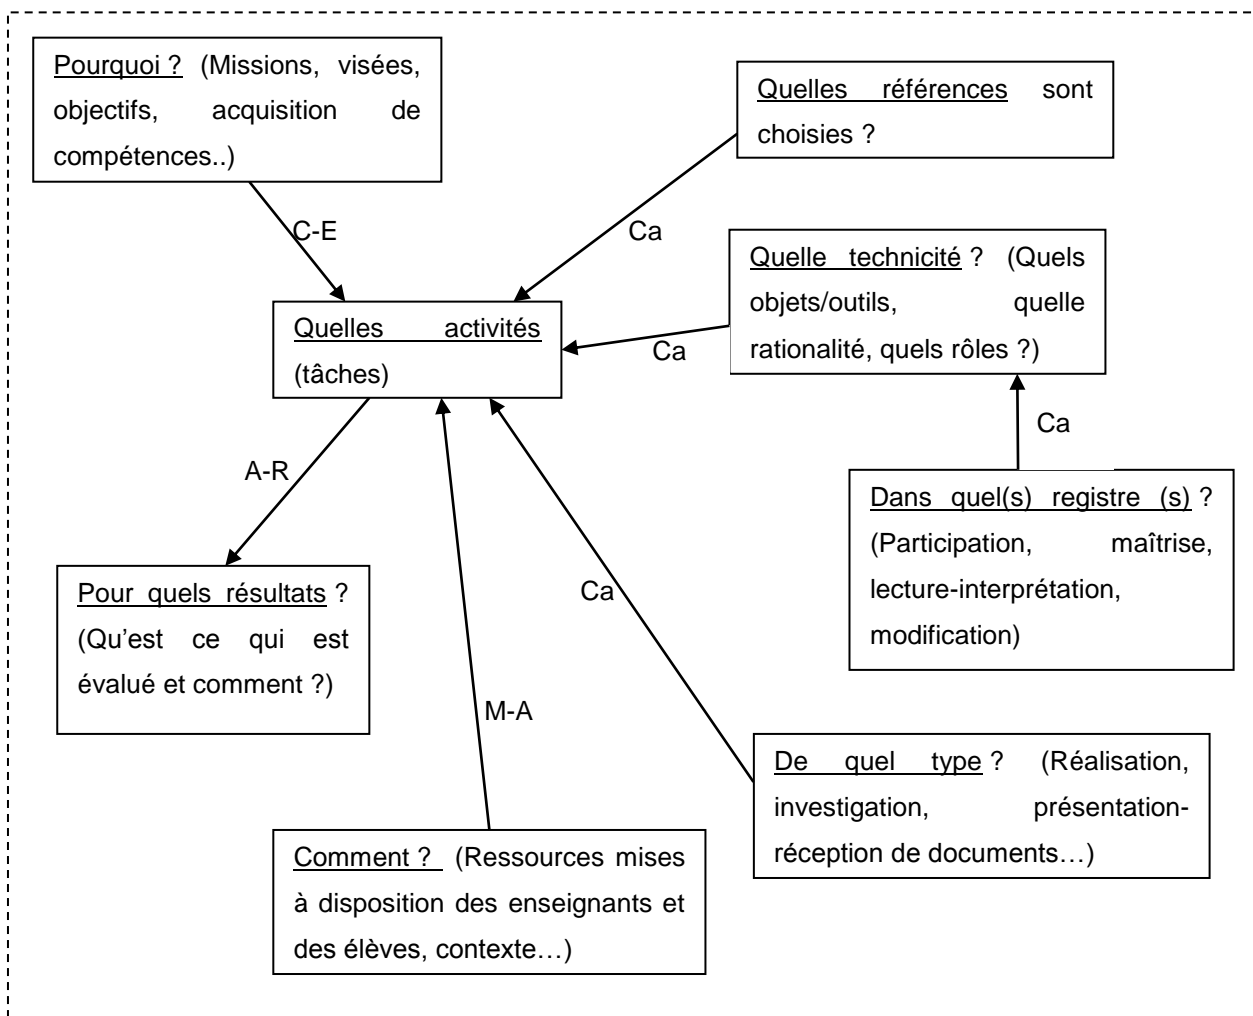 Pourquoi ? (Missions, visées,
objectifs, acquisition de
compétences..)
Quelles références sont
choisies ?
C-E
Ca
Quelle technicité ? (Quels
objets/outils, quelle
rationalité, quels rôles ?)
Quelles activités
(tâches)
Ca
Ca
A-R
Dans quel(s) registre (s) ?
(Participation, maîtrise,
lecture-interprétation,
modification)
Pour quels résultats ?
(Qu’est ce qui est
évalué et comment ?)
Ca
M-A
De quel type ? (Réalisation,
investigation, présentation-
réception de documents…)
Comment ? (Ressources mises
à disposition des enseignants et
des élèves, contexte…)